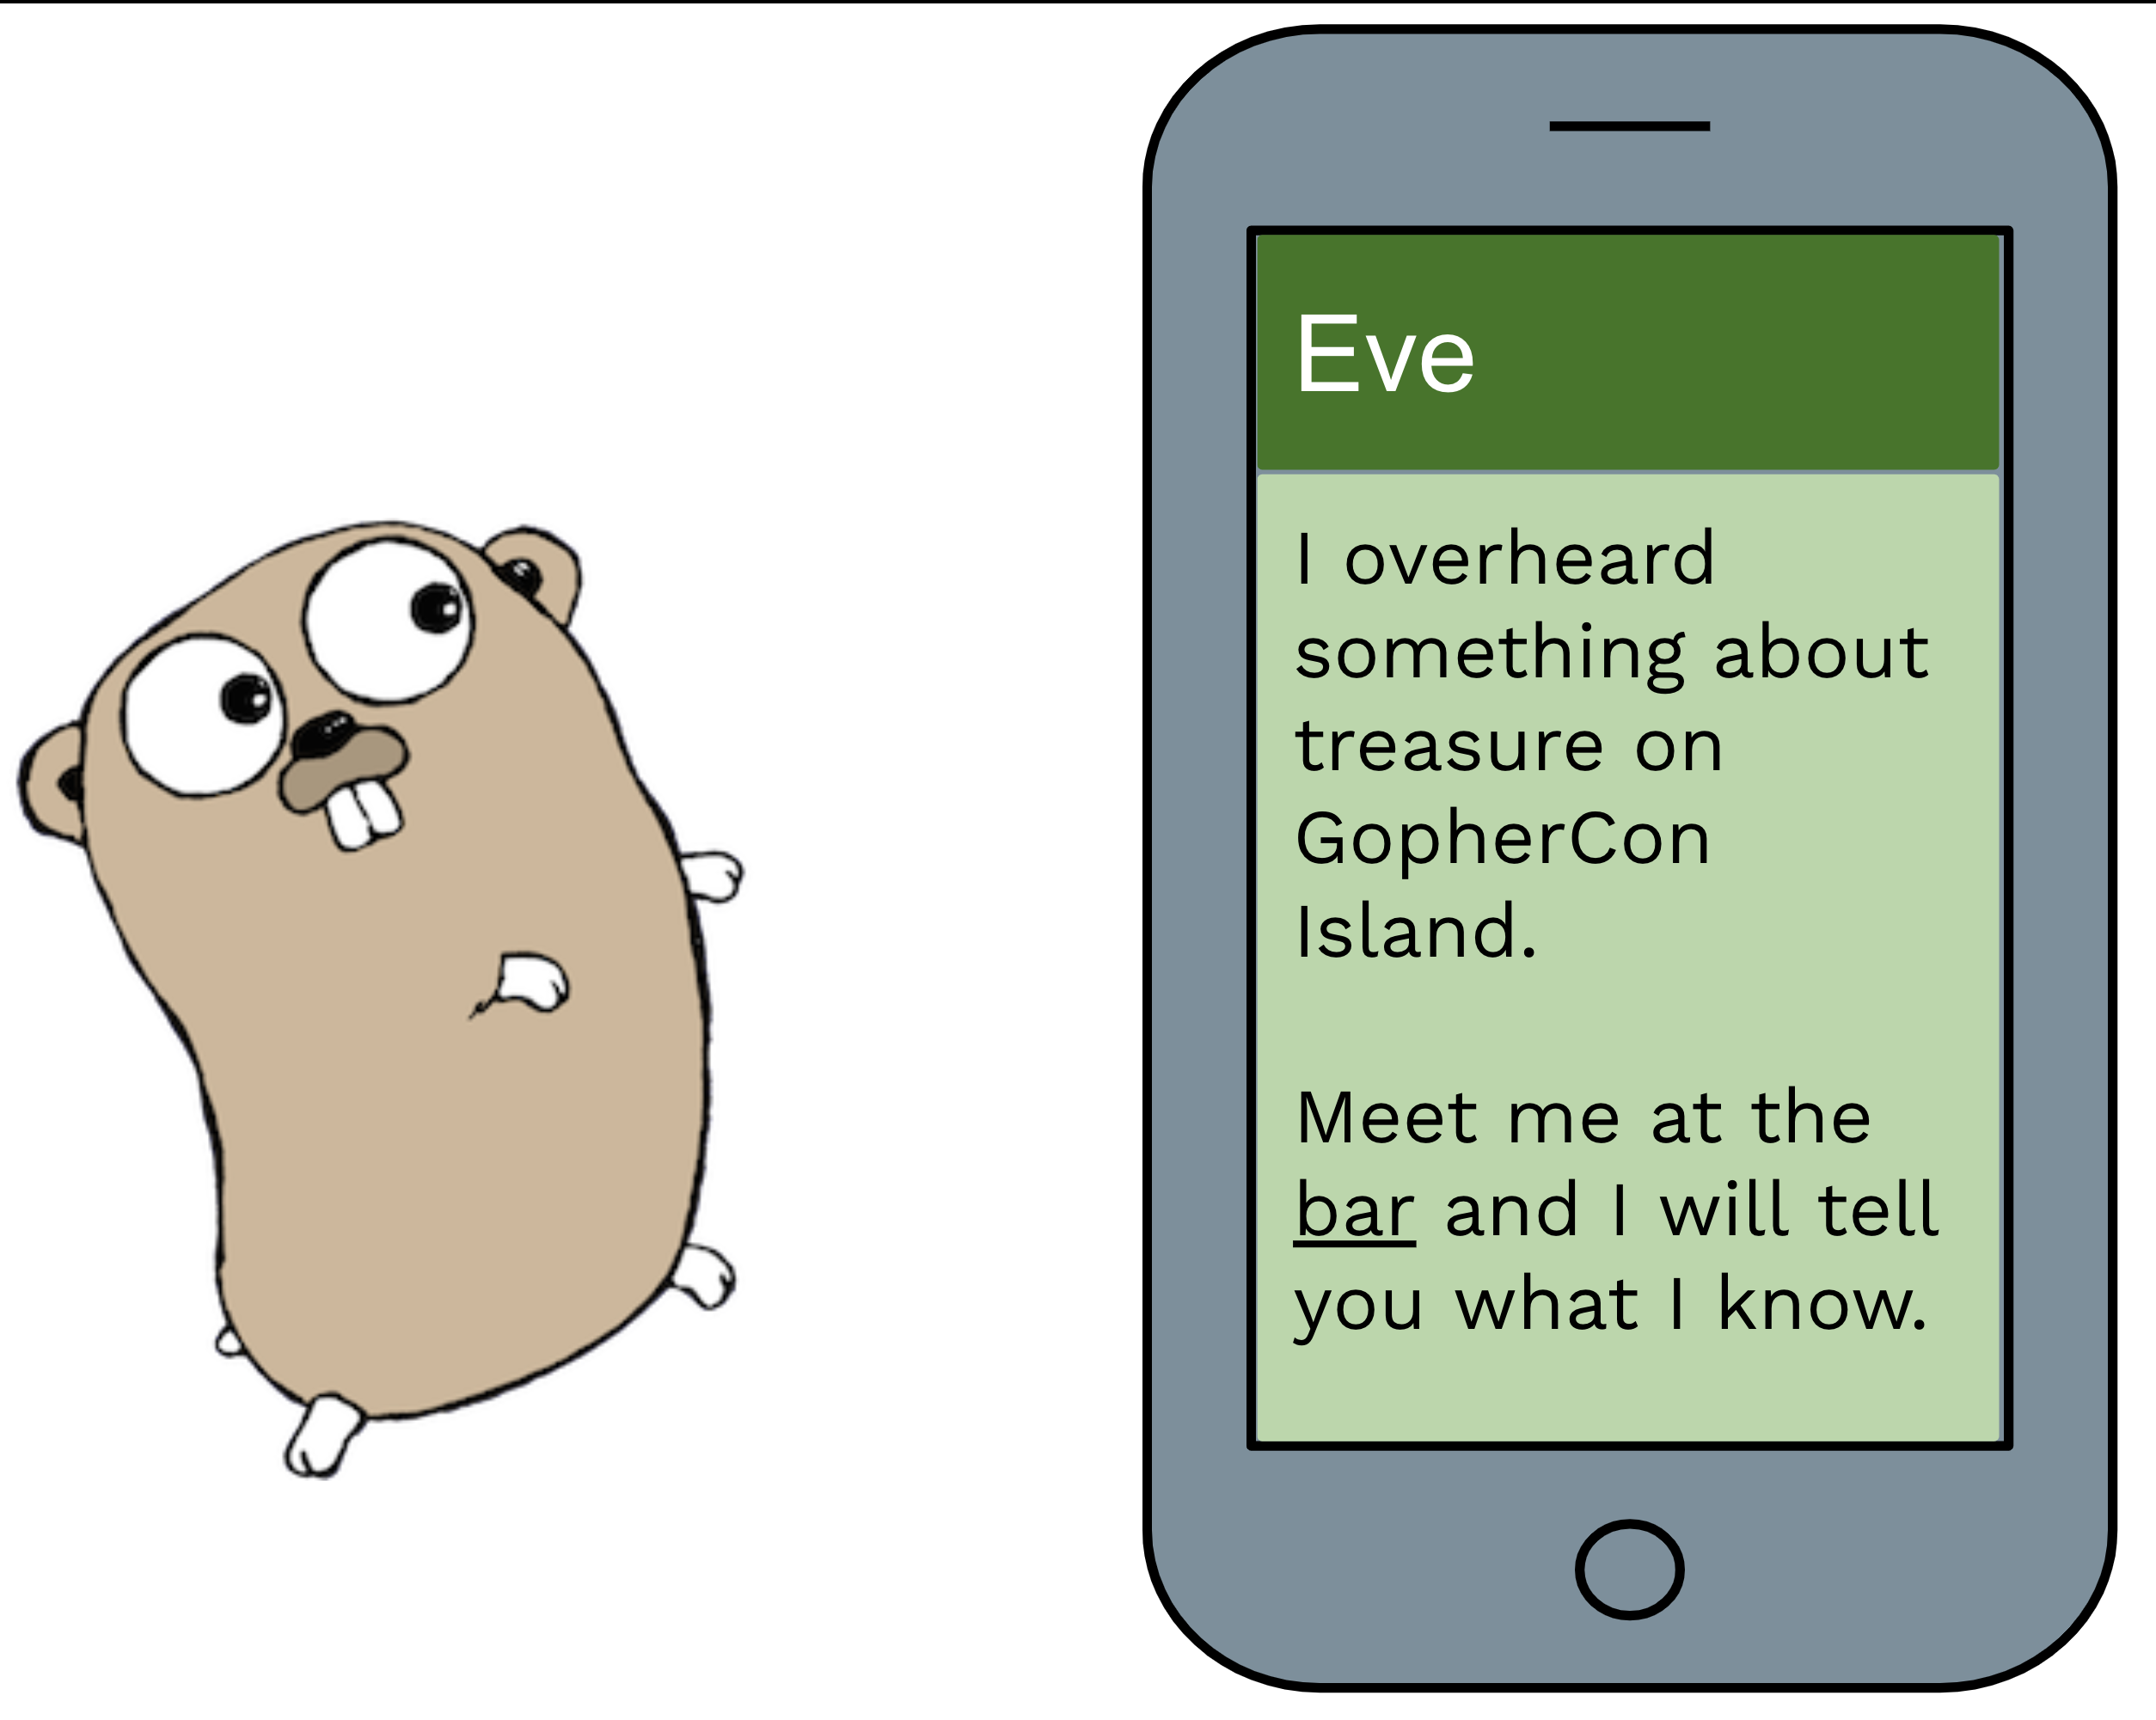 Eve
I overheard
something about
treasure on
GopherCon
Island.
Meet me at the
bar and I will tell
you what I know.